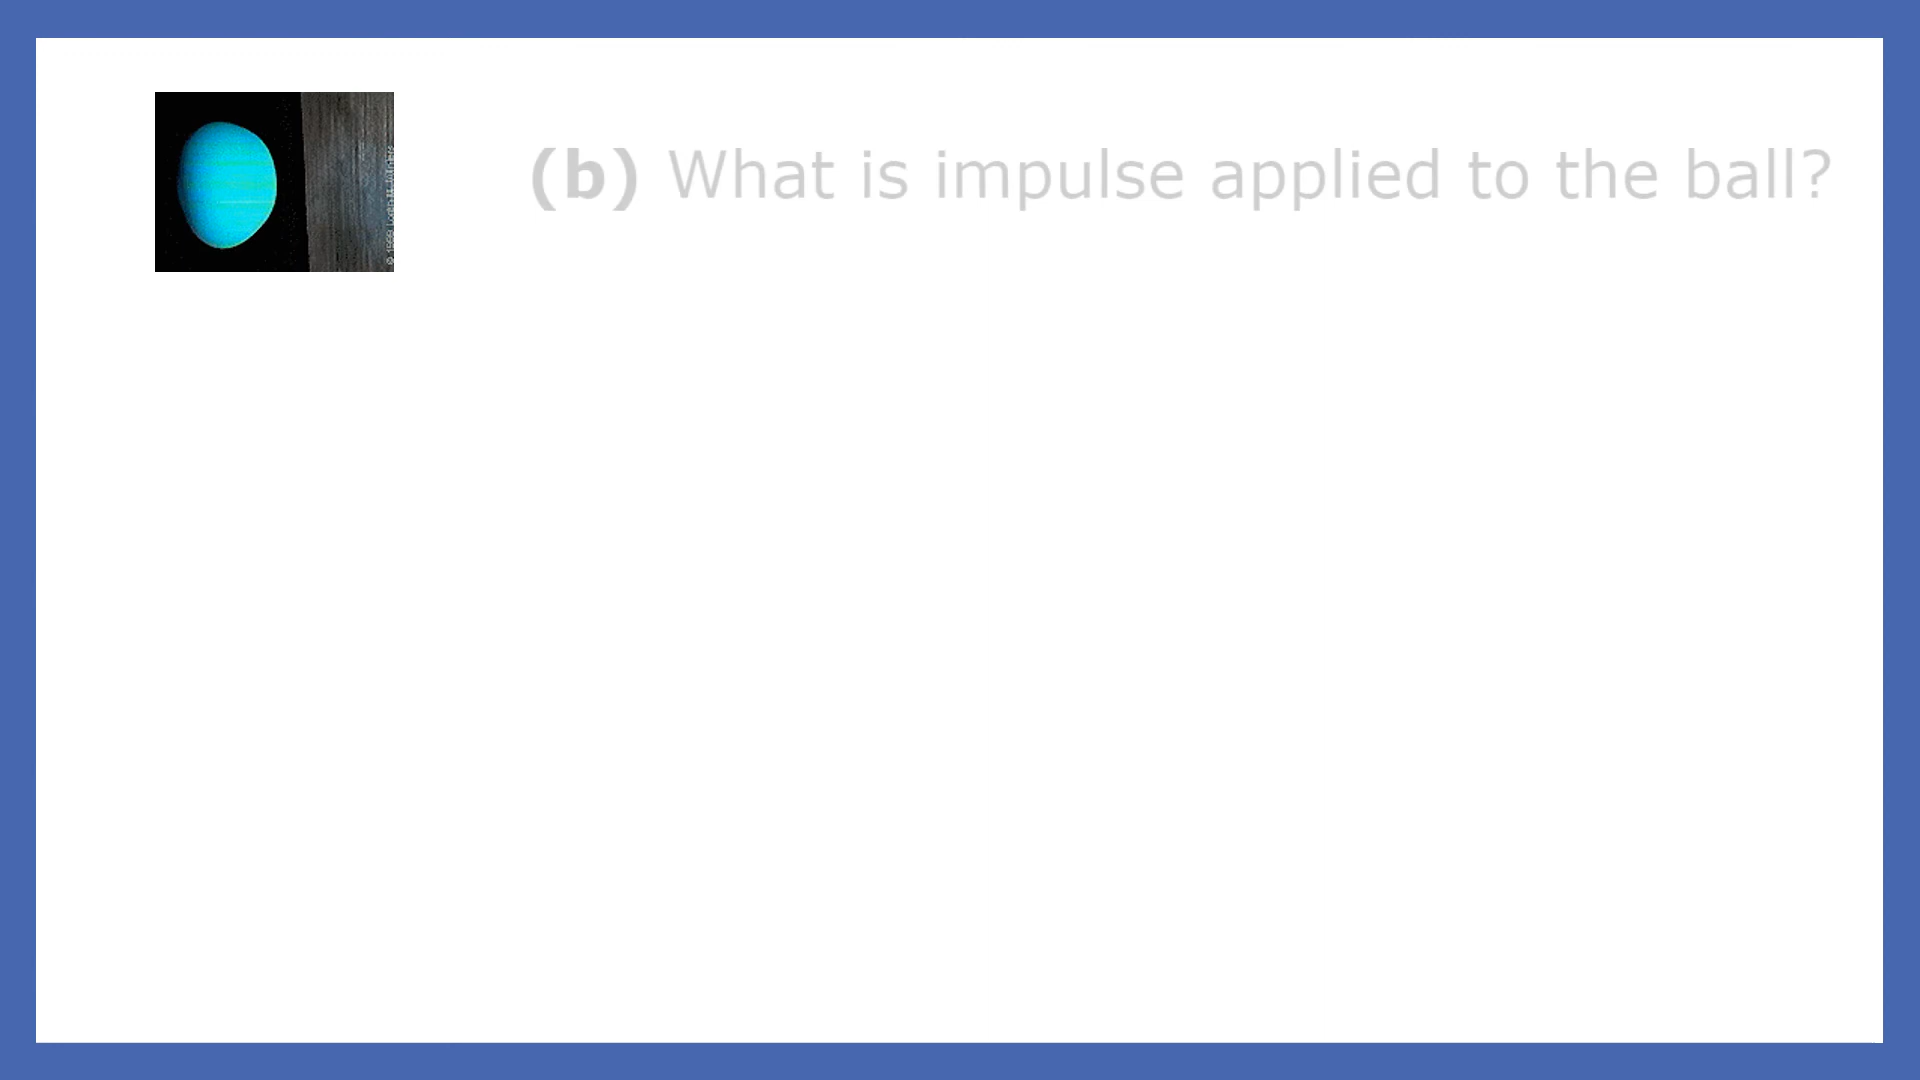 (b) What is impulse applied to the ball?